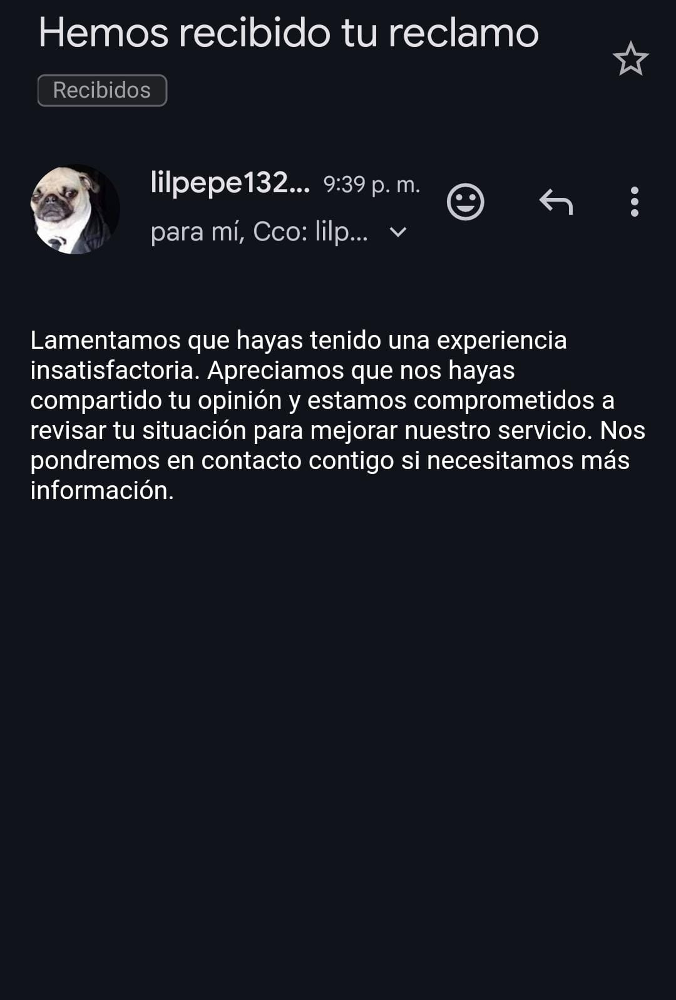 Hemos recibido tu reclamo
Recibidos
lilpepe132... 9:39 p. m.
para mí, Cco: lilp...
Lamentamos que hayas tenido una experiencia
insatisfactoria. Apreciamos que nos hayas
compartido tu opinión y estamos comprometidos a
revisar tu situación para mejorar nuestro servicio. Nos
pondremos en contacto contigo si necesitamos más
información.